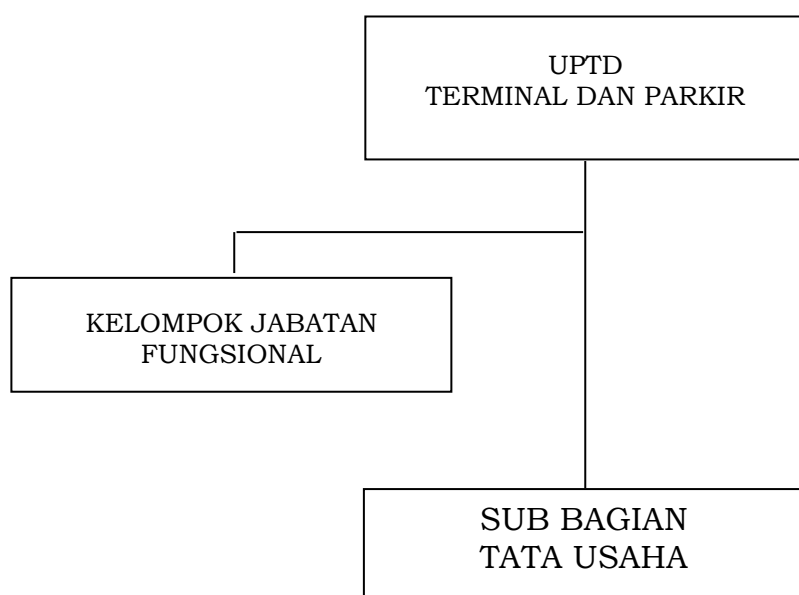 UPTD
TERMINAL DAN PARKIR
KELOMPOK JABATAN
FUNGSIONAL
SUB BAGIAN
TATA USAHA